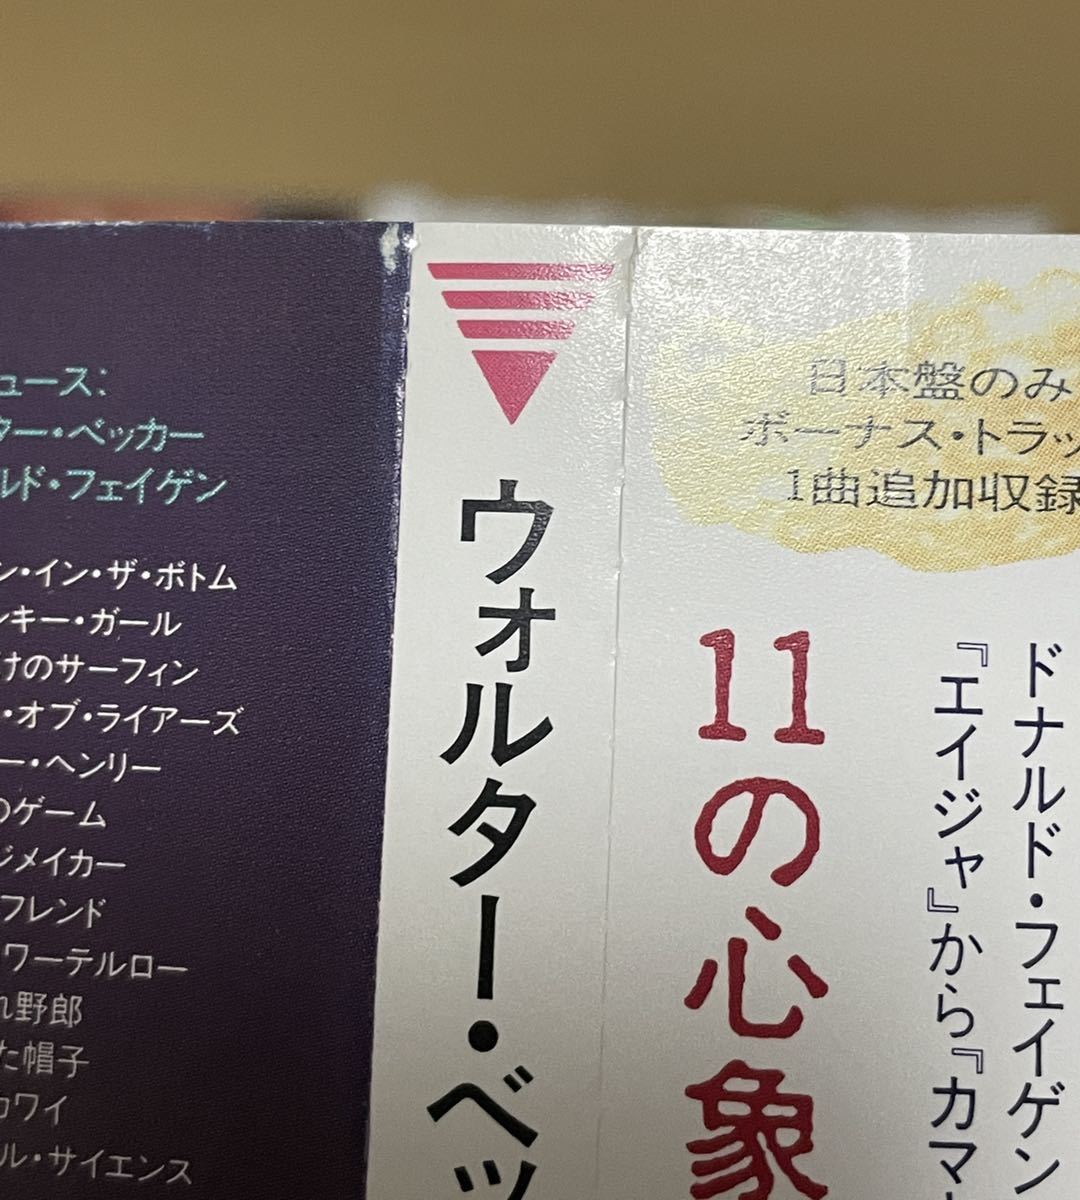 ュース:
ター・ベッカー
ルド・フェイゲン
ン・イン・ザ・ボトム
ンキー・ガール
けのサーフィン
・オブ・ライアーズ
ー・ヘンリー
のゲーム
ジメイカー
フレンド
ワーテルロー
れ野郎
た帽子
カワイ
ル・サイエンス
ウォルター・ベッ
日本盤のみ
ボーナス・トラッ
1曲追加収録
11の心象
ドナルド・フェイゲン
『エイジャ』から『カマ